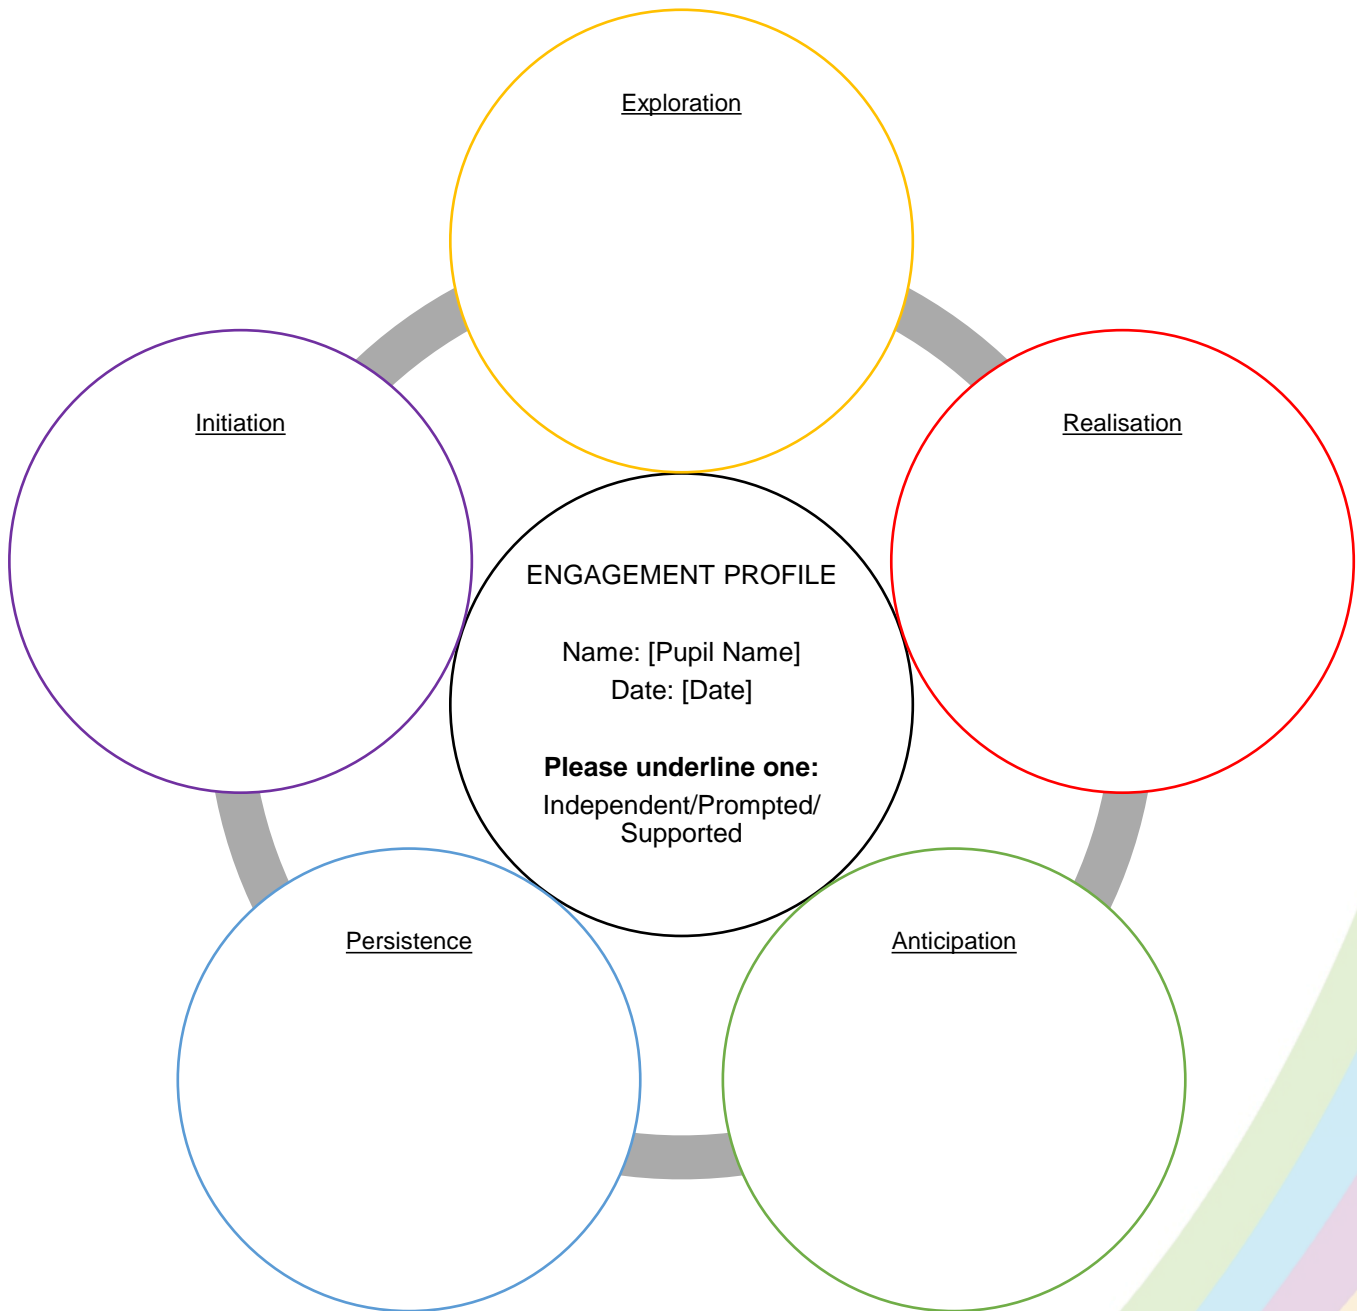 Exploration
Initiation
Realisation
ENGAGEMENT PROFILE
Name: [Pupil Name]
Date: [Date]
Please underline one:
Independent/Prompted/
Supported
Persistence
Anticipation